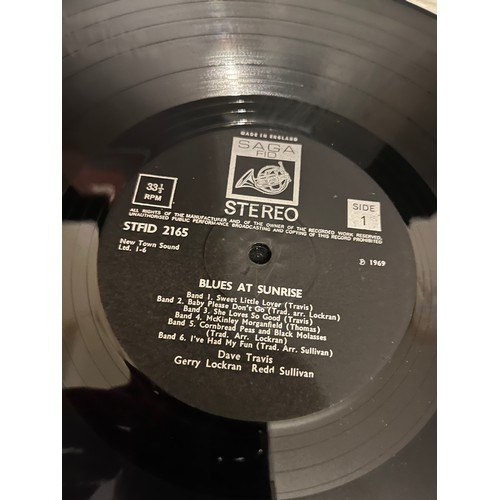 MADE IN ENGLAND
SAGA
FID
STEREO
33⅓
RPM
SIDE
1
ALL RIGHTS OF THE MANUFACTURER AND OF THE OWNER OF THE RECORDED WORK RESERVED.
UNAUTHORISED PUBLIC PERFORMANCE BROADCASTING AND COPYING OF THIS RECORD PROHIBITED
STFID 2165
New Town Sound
Ltd. 1-6
℗ 1969
BLUES AT SUNRISE
Band 1. Sweet Little Lover (Travis)
Band 2. Baby Please Don't Go (Trad. arr. Lockran)
Band 3. She Loves So Good (Travis)
Band 4. McKinley Morganfield (Thomas)
Band 5. Cornbread Peas and Black Molasses
(Trad. Arr. Lockran)
Band 6. I've Had My Fun (Trad. Arr. Sullivan)
Dave Travis
Gerry Lockran Redd Sullivan